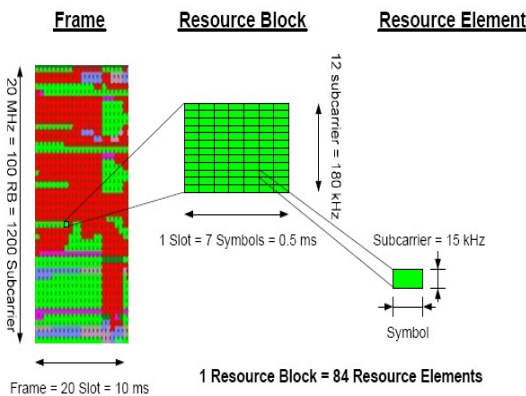 Frame
Resource Block
Resource Element
20 MHz = 100 RB = 1200 Subcarrier
12 subcarrier = 180 kHz
1 Slot = 7 Symbols = 0.5 ms
Subcarrier = 15 kHz
Symbol
1 Resource Block = 84 Resource Elements
Frame = 20 Slot = 10 ms